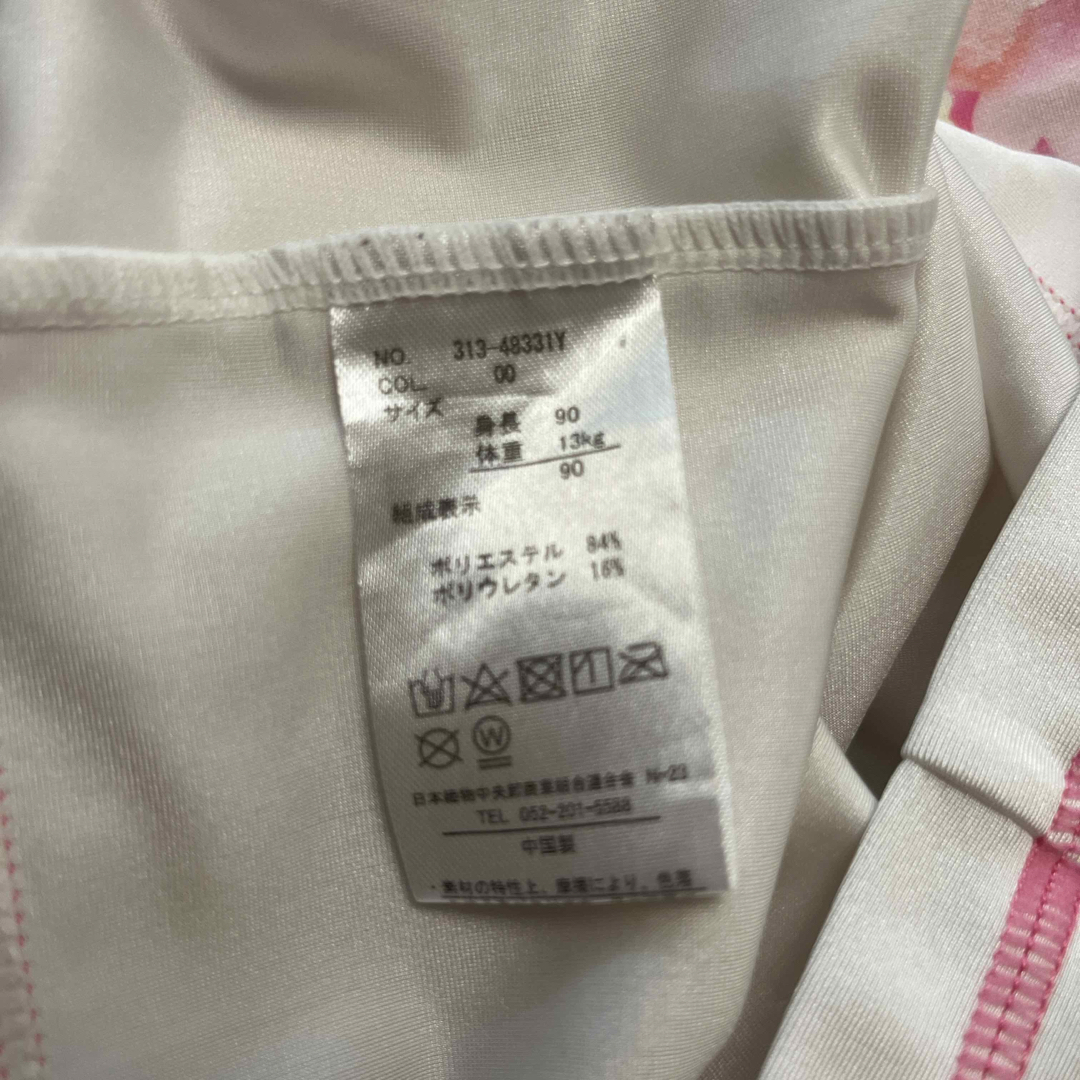 NO. 313-48331Y
COL. 00
サイズ
身長 90
体重 13kg
90
組成表示
ポリエステル 84%
ポリウレタン 16%
W
日本織物中央卸商業組合連合会 N-23
TEL 052-201-5588
中国製
・素材の特性上、摩擦により、色落